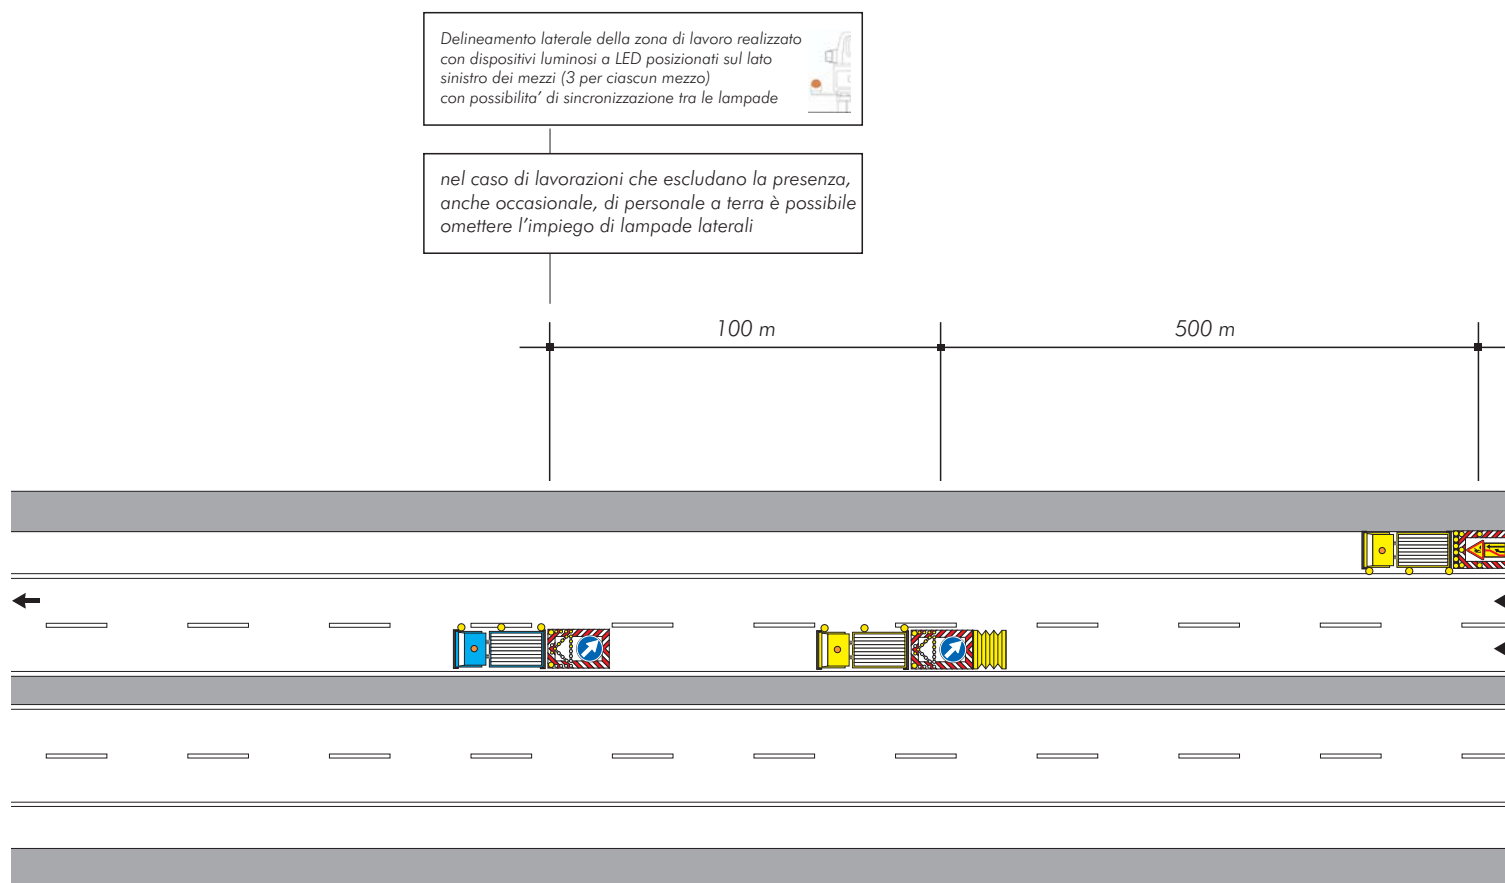 Delineamento laterale della zona di lavoro realizzato
con dispositivi luminosi a LED posizionati sul lato
sinistro dei mezzi (3 per ciascun mezzo)
con possibilita' di sincronizzazione tra le lampade
nel caso di lavorazioni che escludano la presenza,
anche occasionale, di personale a terra è possibile
omettere l'impiego di lampade laterali
100 m
500 m